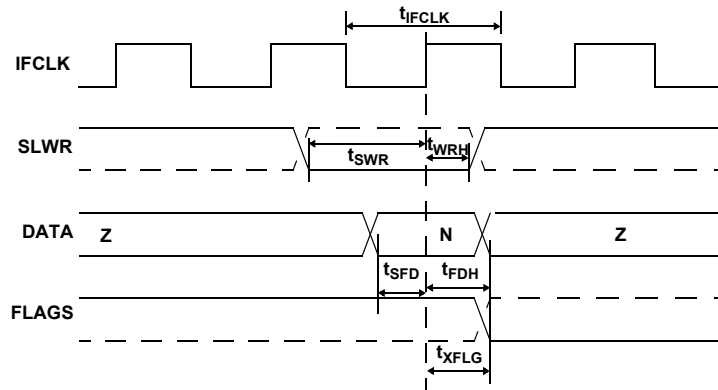 tIFCLK
IFCLK
SLWR
tSWR
tWRH
DATA
Z
N
Z
tSFD
tFDH
FLAGS
tXFLG